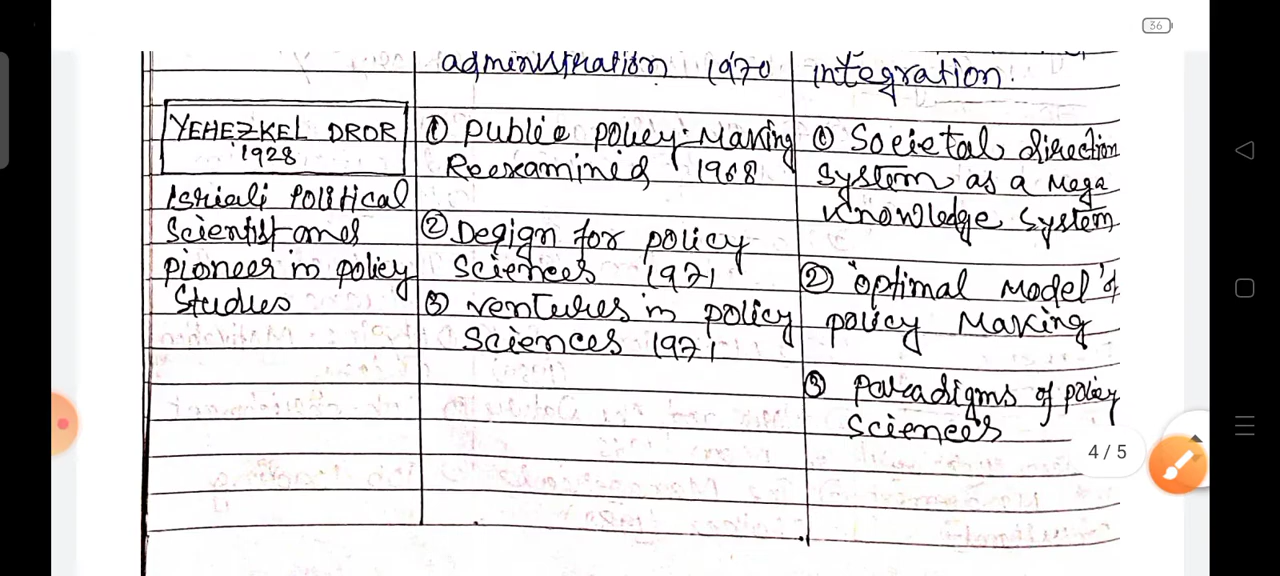 36
administration 1970
integration.
YEHEZKEL DROR
1928
Isriali Political
Scientist and
pioneer in policy
Studies
① Public Policy-Making
Reexamined 1968
② Design for policy
Sciences 1971
③ Ventures in policy
Sciences 1971
① Societal direction
System as a Mega
Knowledge System
② "optimal Model" of
policy Making
③ Paradigms of policy
Sciences
4 / 5